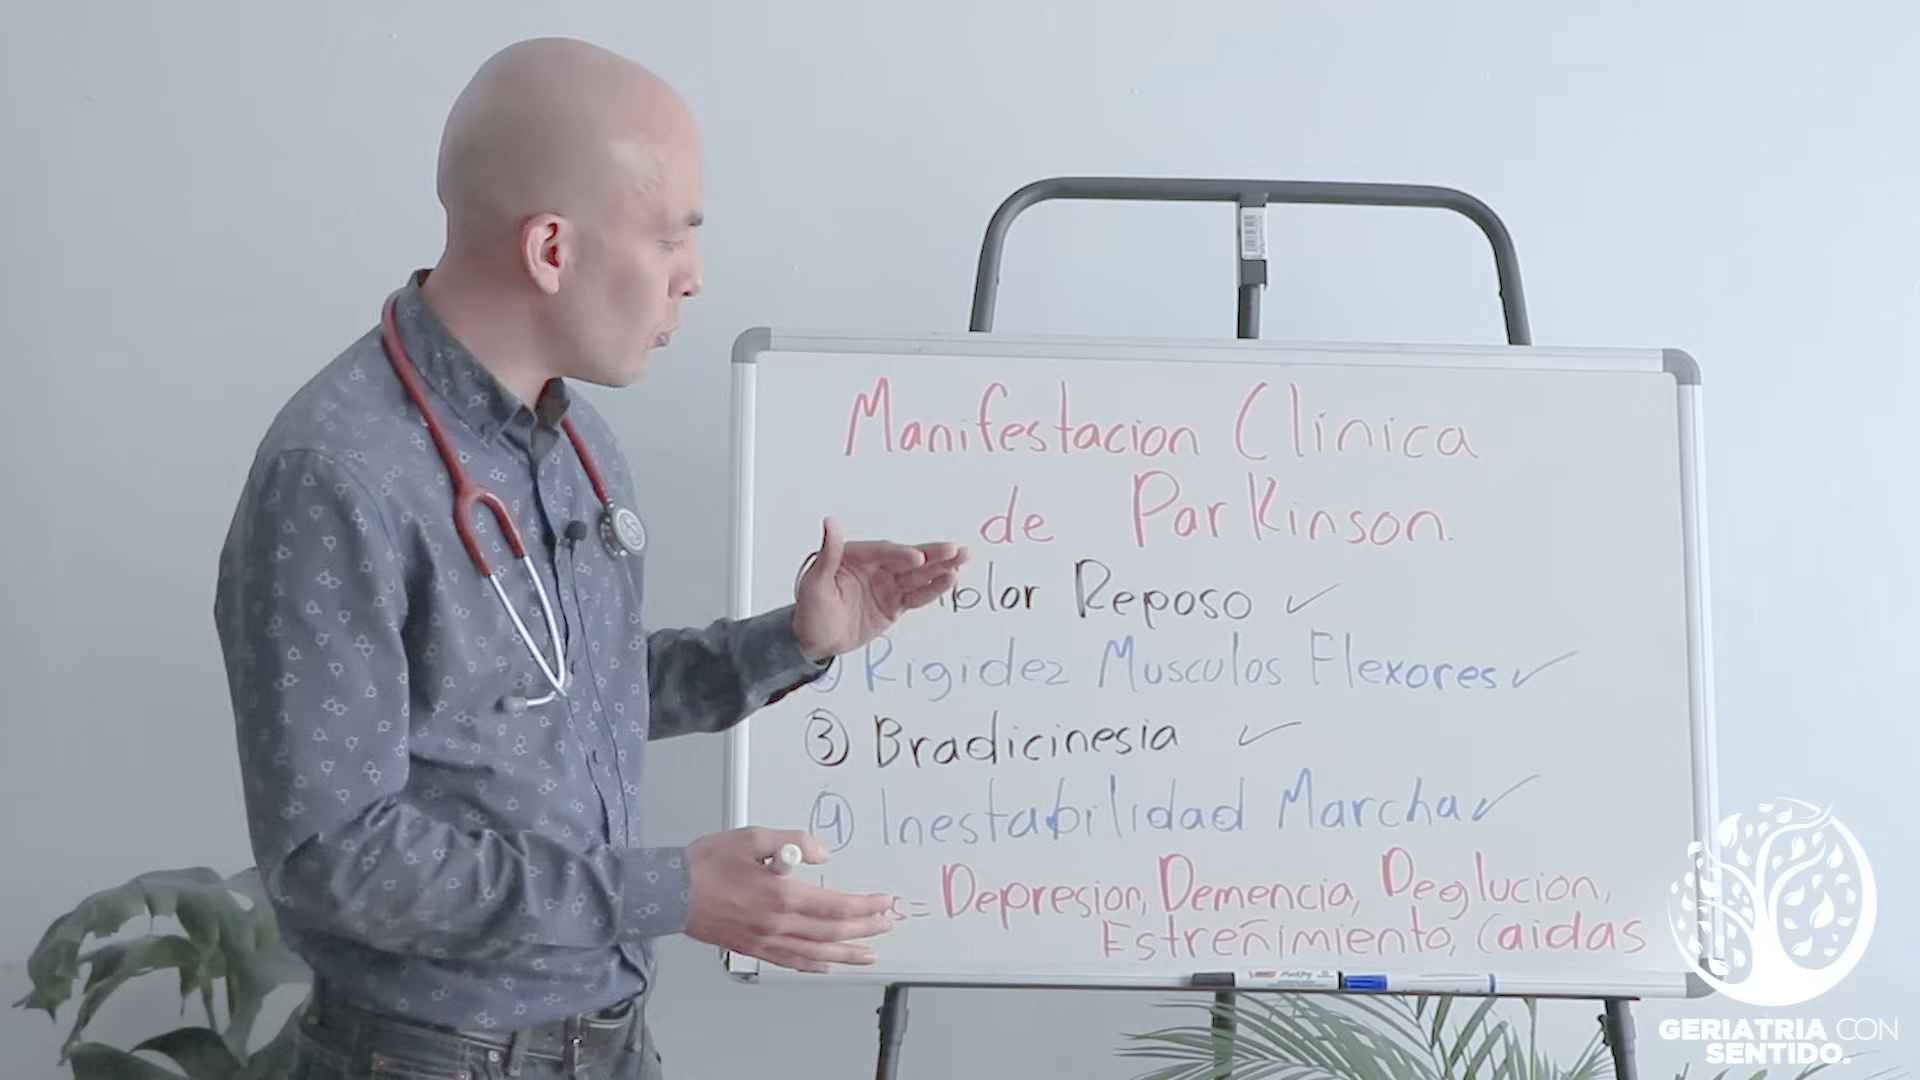 Manifestacion Clinica
de Parkinson.
Reposo ✓
Rigidez Musculos Flexores ✓
③ Bradicinesia ✓
④ Inestabilidad Marcha ✓
= Depresion, Demencia, Deglucion,
Estreñimiento, Caidas
GERIATRIA CON
SENTIDO.